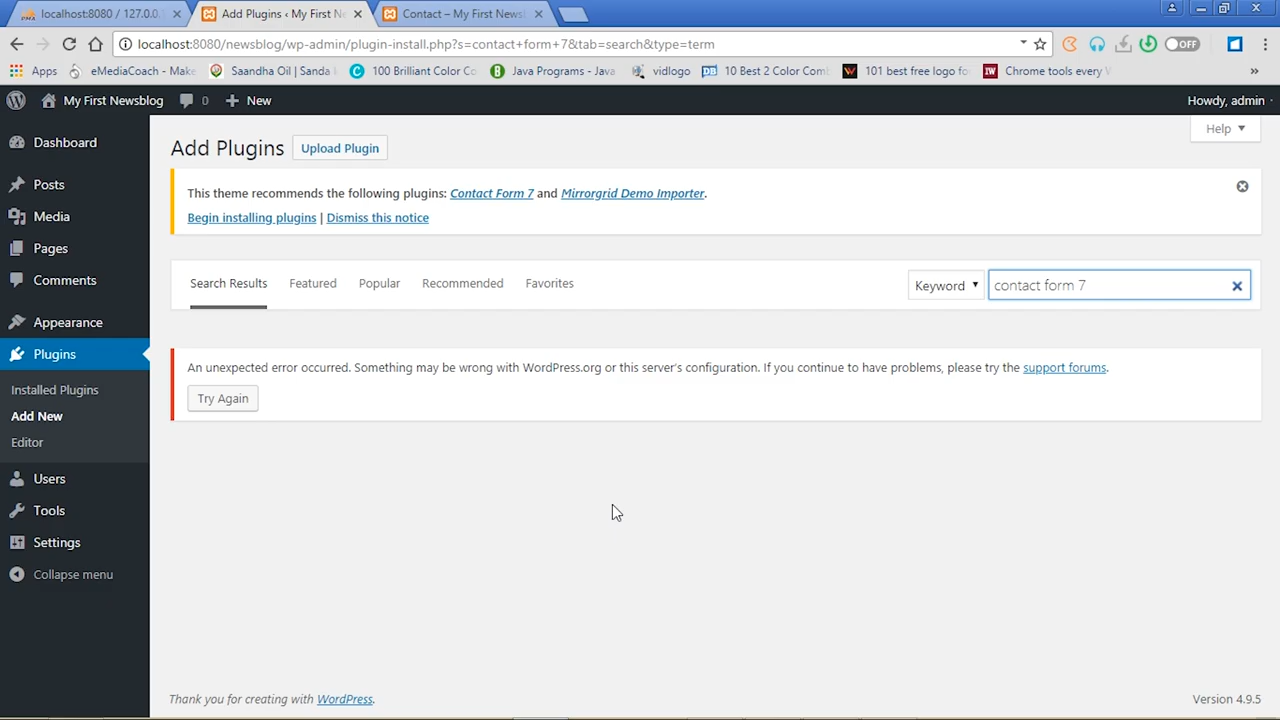 localhost:8080 / 127.0.0.1
Add Plugins ‹ My First Ne
Contact – My First Newsb
localhost:8080/newsblog/wp-admin/plugin-install.php?s=contact+form+7&tab=search&type=term
OFF
Apps
eMediaCoach - Make
Saandha Oil | Sanda
100 Brilliant Color Co
Java Programs - Java
vidlogo
10 Best 2 Color Comb
101 best free logo fo
Chrome tools every
»
My First Newsblog
0
New
Howdy, admin
Help
Add Plugins
Upload Plugin
This theme recommends the following plugins: Contact Form 7 and Mirrorgrid Demo Importer.
Begin installing plugins | Dismiss this notice
Search Results
Featured
Popular
Recommended
Favorites
Keyword
contact form 7
An unexpected error occurred. Something may be wrong with WordPress.org or this server's configuration. If you continue to have problems, please try the support forums.
Try Again
Dashboard
Posts
Media
Pages
Comments
Appearance
Plugins
Installed Plugins
Add New
Editor
Users
Tools
Settings
Collapse menu
Thank you for creating with WordPress.
Version 4.9.5